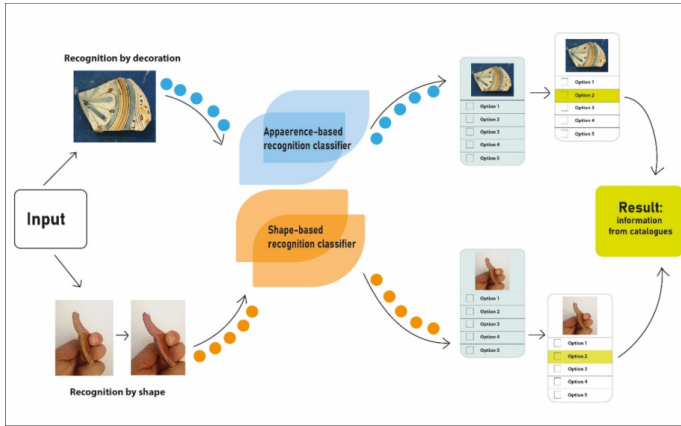 Recognition by decoration
Input
Recognition by shape
Appaerence-based
recognition classifier
Shape-based
recognition classifier
Option 1
Option 2
Option 3
Option 4
Option 5
Option 1
Option 2
Option 3
Option 4
Option 5
Option 1
Option 2
Option 3
Option 4
Option 5
Option 1
Option 2
Option 3
Option 4
Option 5
Result:
information
from catalogues